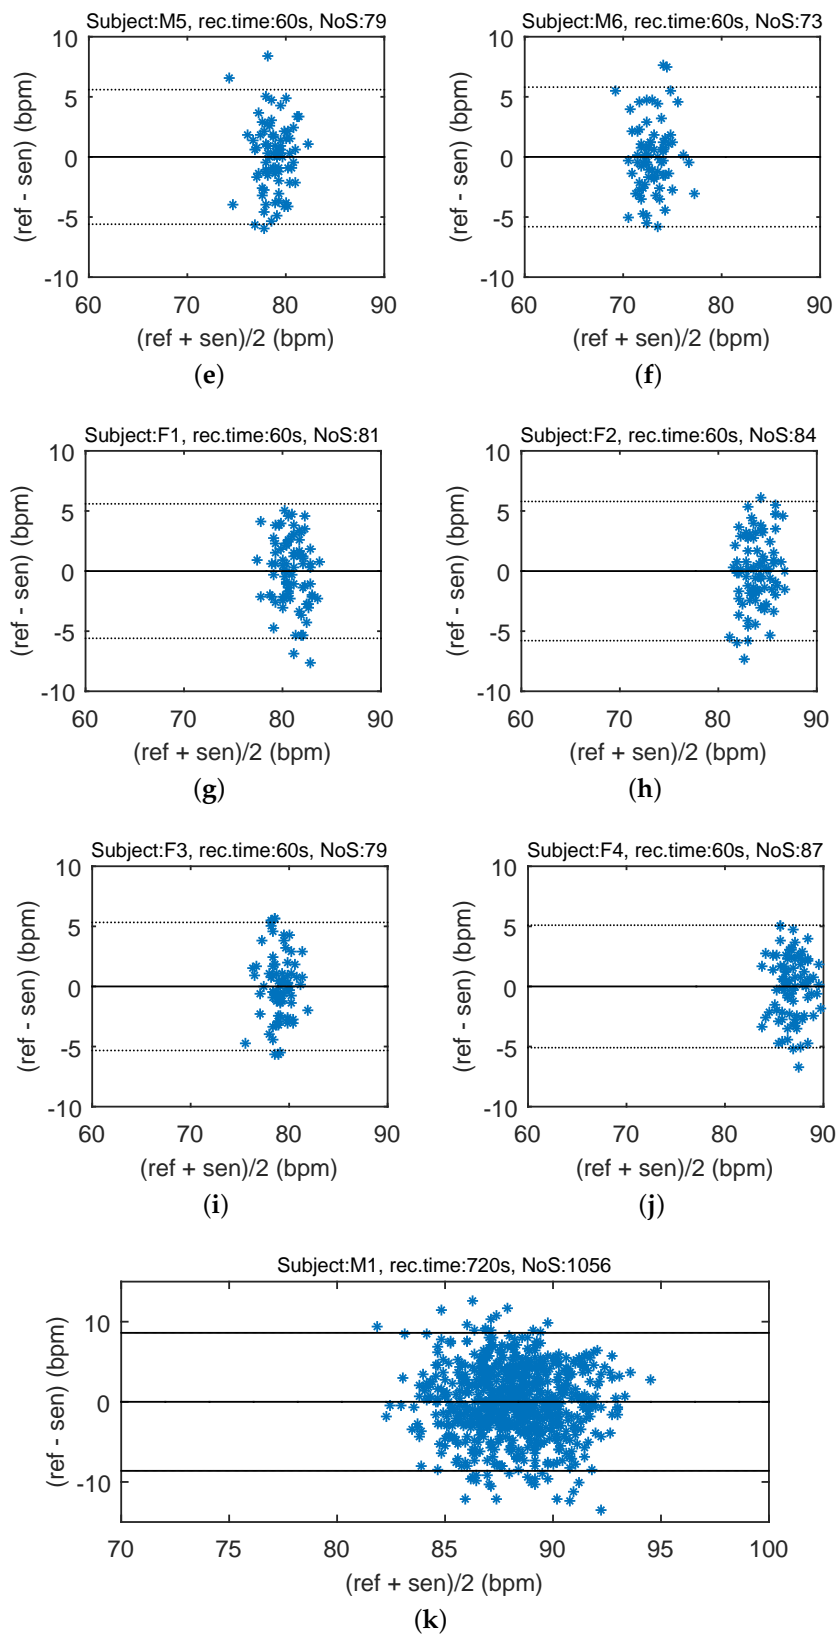 Subject:M5, rec.time:60s, NoS:79
10
5
0
-5
-10
(ref - sen) (bpm)
60 70 80 90
(ref + sen)/2 (bpm)
(e)
Subject:M6, rec.time:60s, NoS:73
10
5
0
-5
-10
(ref - sen) (bpm)
60 70 80 90
(ref + sen)/2 (bpm)
(f)
Subject:F1, rec.time:60s, NoS:81
10
5
0
-5
-10
(ref - sen) (bpm)
60 70 80 90
(ref + sen)/2 (bpm)
(g)
Subject:F2, rec.time:60s, NoS:84
10
5
0
-5
-10
(ref - sen) (bpm)
60 70 80 90
(ref + sen)/2 (bpm)
(h)
Subject:F3, rec.time:60s, NoS:79
10
5
0
-5
-10
(ref - sen) (bpm)
60 70 80 90
(ref + sen)/2 (bpm)
(i)
Subject:F4, rec.time:60s, NoS:87
10
5
0
-5
-10
(ref - sen) (bpm)
60 70 80 90
(ref + sen)/2 (bpm)
(j)
Subject:M1, rec.time:720s, NoS:1056
10
0
-10
(ref - sen) (bpm)
70 75 80 85 90 95 100
(ref + sen)/2 (bpm)
(k)